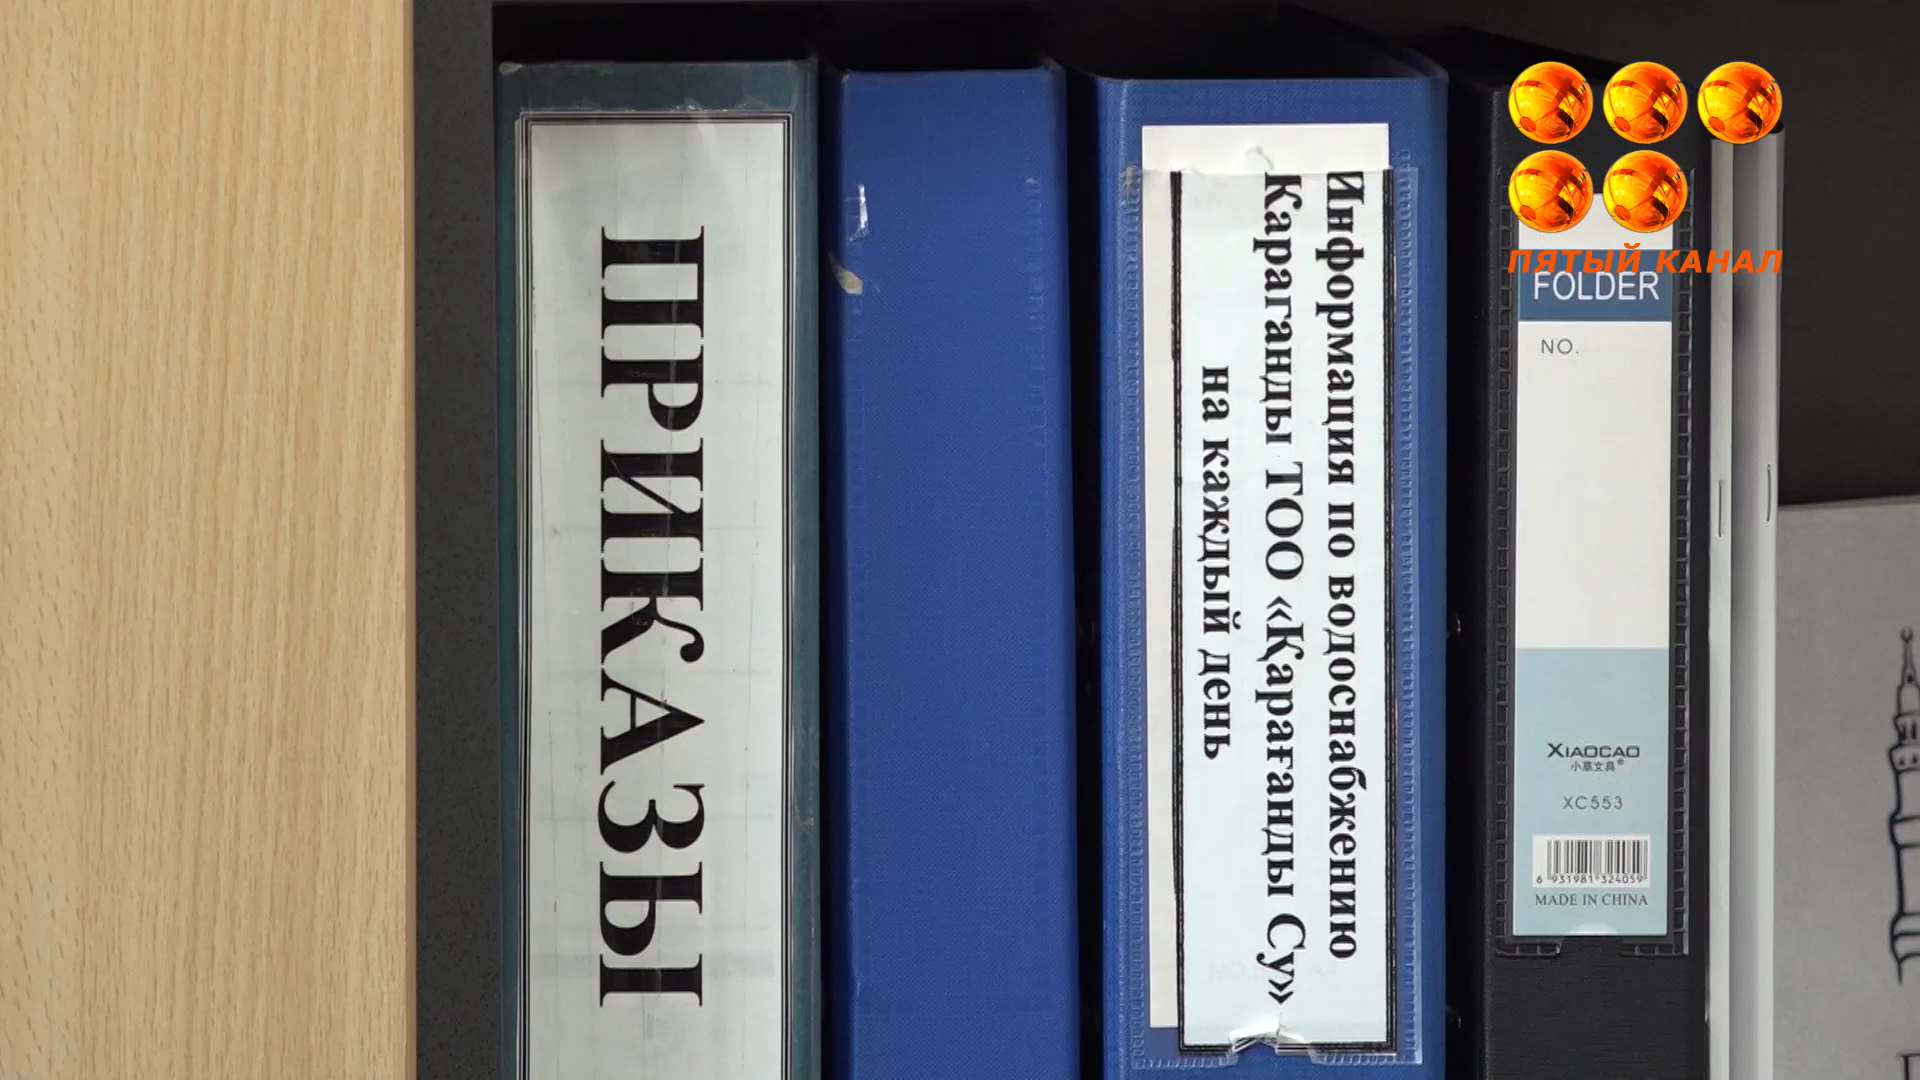 ПРИКАЗЫ
Информация по водоснабжению
Караганды ТОО «Қарағанды Су»
на каждый день
ПЯТЫЙ КАНАЛ
FOLDER
NO.
XIAOCAO
小草文具®
XC553
6 931981 324059
MADE IN CHINA